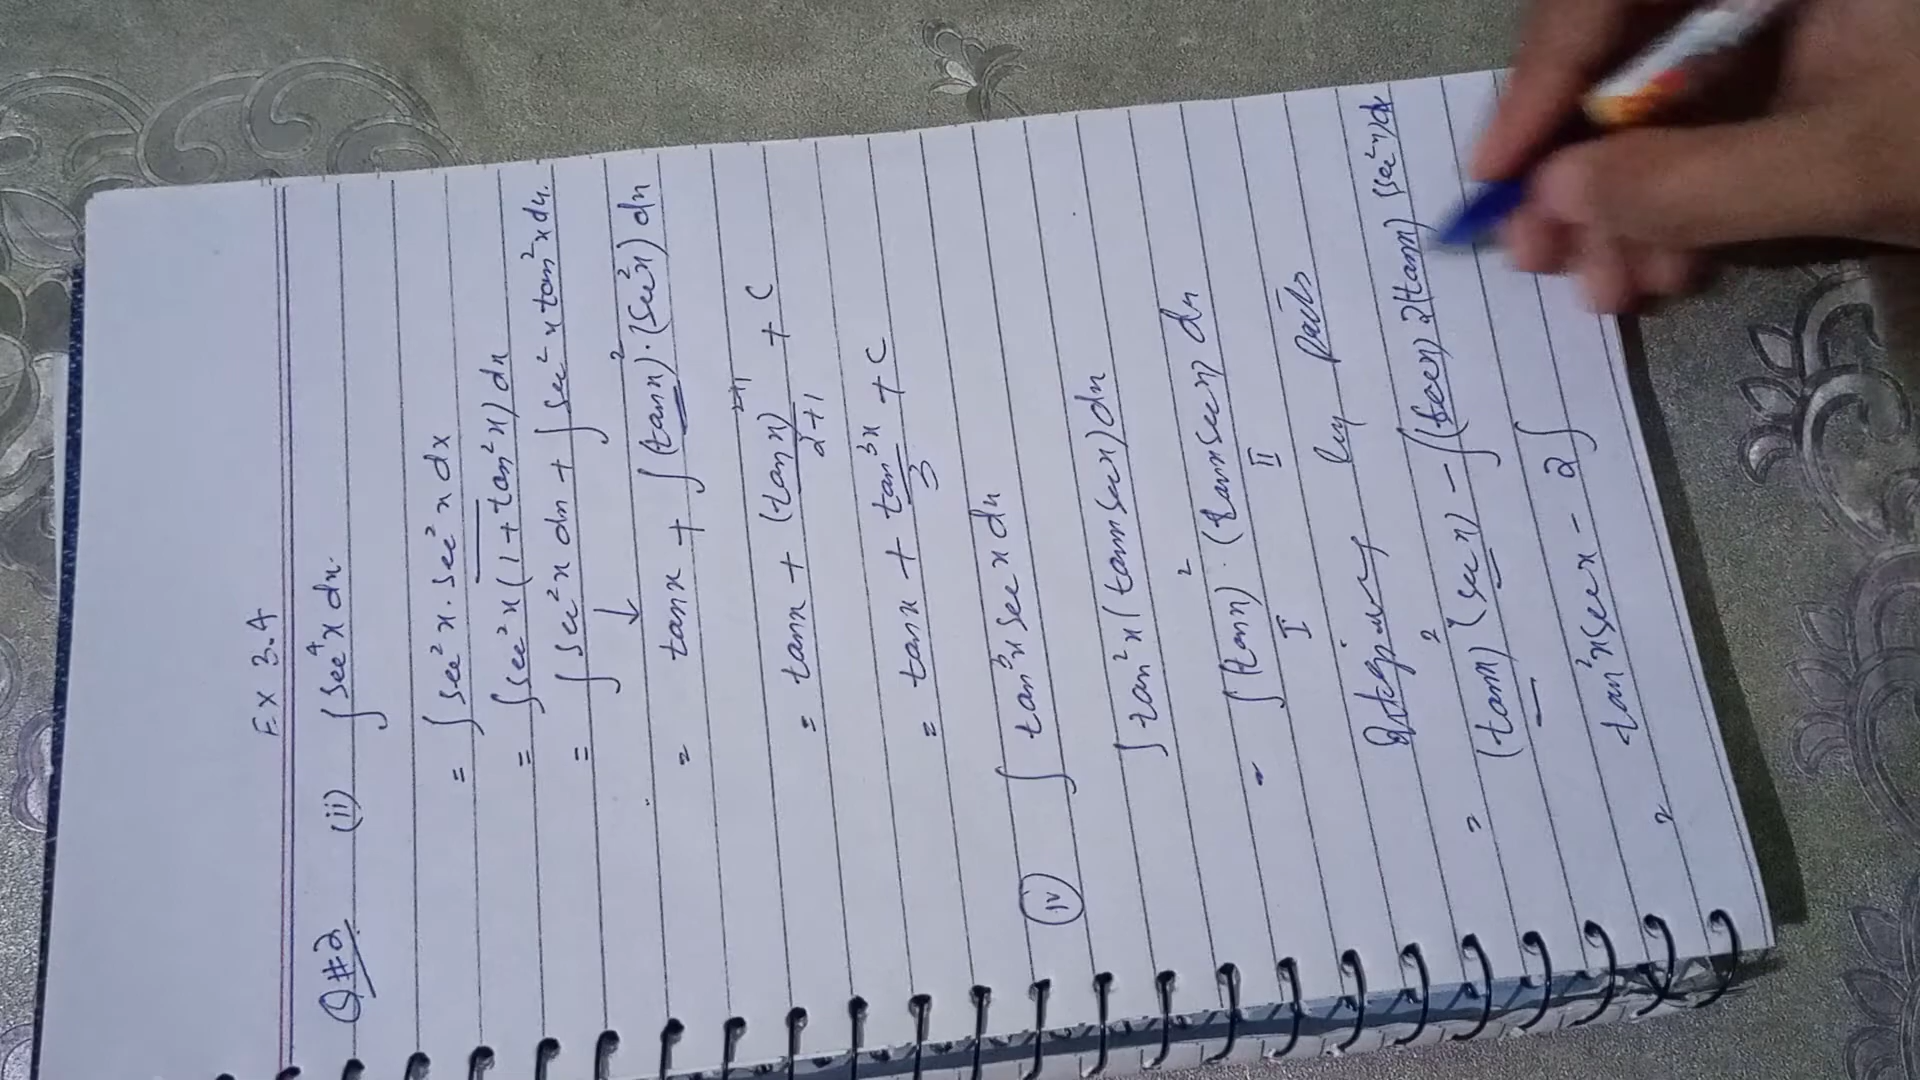 EX 3.4
Q#2 (ii) ∫ sec⁴x dx.
= ∫ sec²x . sec²x dx
= ∫ sec²x (1 + tan²x) dx
= ∫ sec²x dx + ∫ sec²x tan²x dx.
= tanx + ∫ (tanx)² . (sec²x) dx
= tanx + (tanx)²⁺¹ / 2+1 + C
= tanx + tan³x / 3 + C
(iv) ∫ tan³x secx dx
∫ tan²x (tanx secx) dx
= ∫ (tanx)² . (tanx secx) dx
I II
Integrating by parts
= (tanx)² (secx) - ∫ (secx) 2(tanx) (sec²x) dx
= tan²x secx - 2 ∫